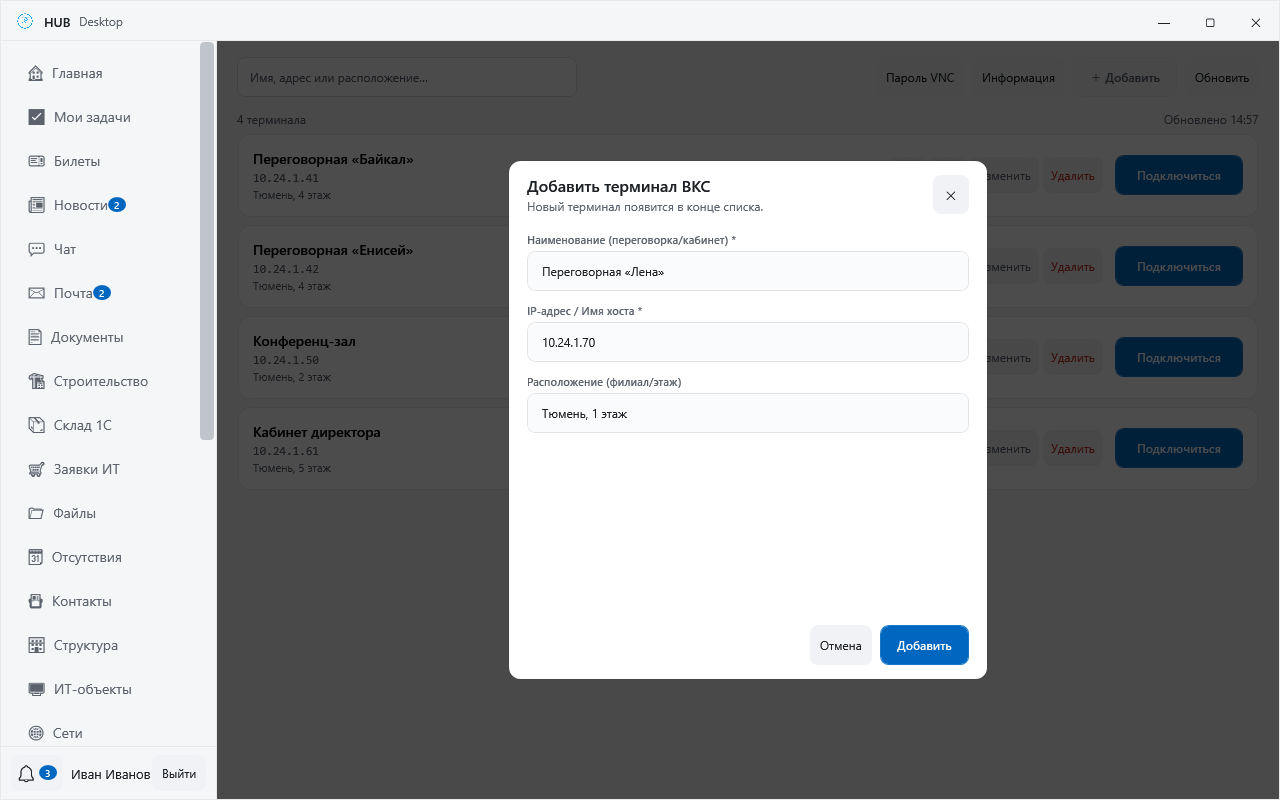 HUB Desktop
Главная
Мои задачи
Билеты
Новости 2
Чат
Почта 2
Документы
Строительство
Склад 1С
Заявки ИТ
Файлы
31 Отсутствия
Контакты
Структура
ИТ-объекты
Сети
3 Иван Иванов Выйти
Имя, адрес или расположение...
Пароль VNC Информация + Добавить Обновить
4 терминала Обновлено 14:57
Переговорная «Байкал»
10.24.1.41
Тюмень, 4 этаж
зменить Удалить Подключиться
Переговорная «Енисей»
10.24.1.42
Тюмень, 4 этаж
зменить Удалить Подключиться
Конференц-зал
10.24.1.50
Тюмень, 2 этаж
зменить Удалить Подключиться
Кабинет директора
10.24.1.61
Тюмень, 5 этаж
зменить Удалить Подключиться
Добавить терминал ВКС
Новый терминал появится в конце списка.
Наименование (переговорка/кабинет) *
Переговорная «Лена»
IP-адрес / Имя хоста *
10.24.1.70
Расположение (филиал/этаж)
Тюмень, 1 этаж
Отмена Добавить